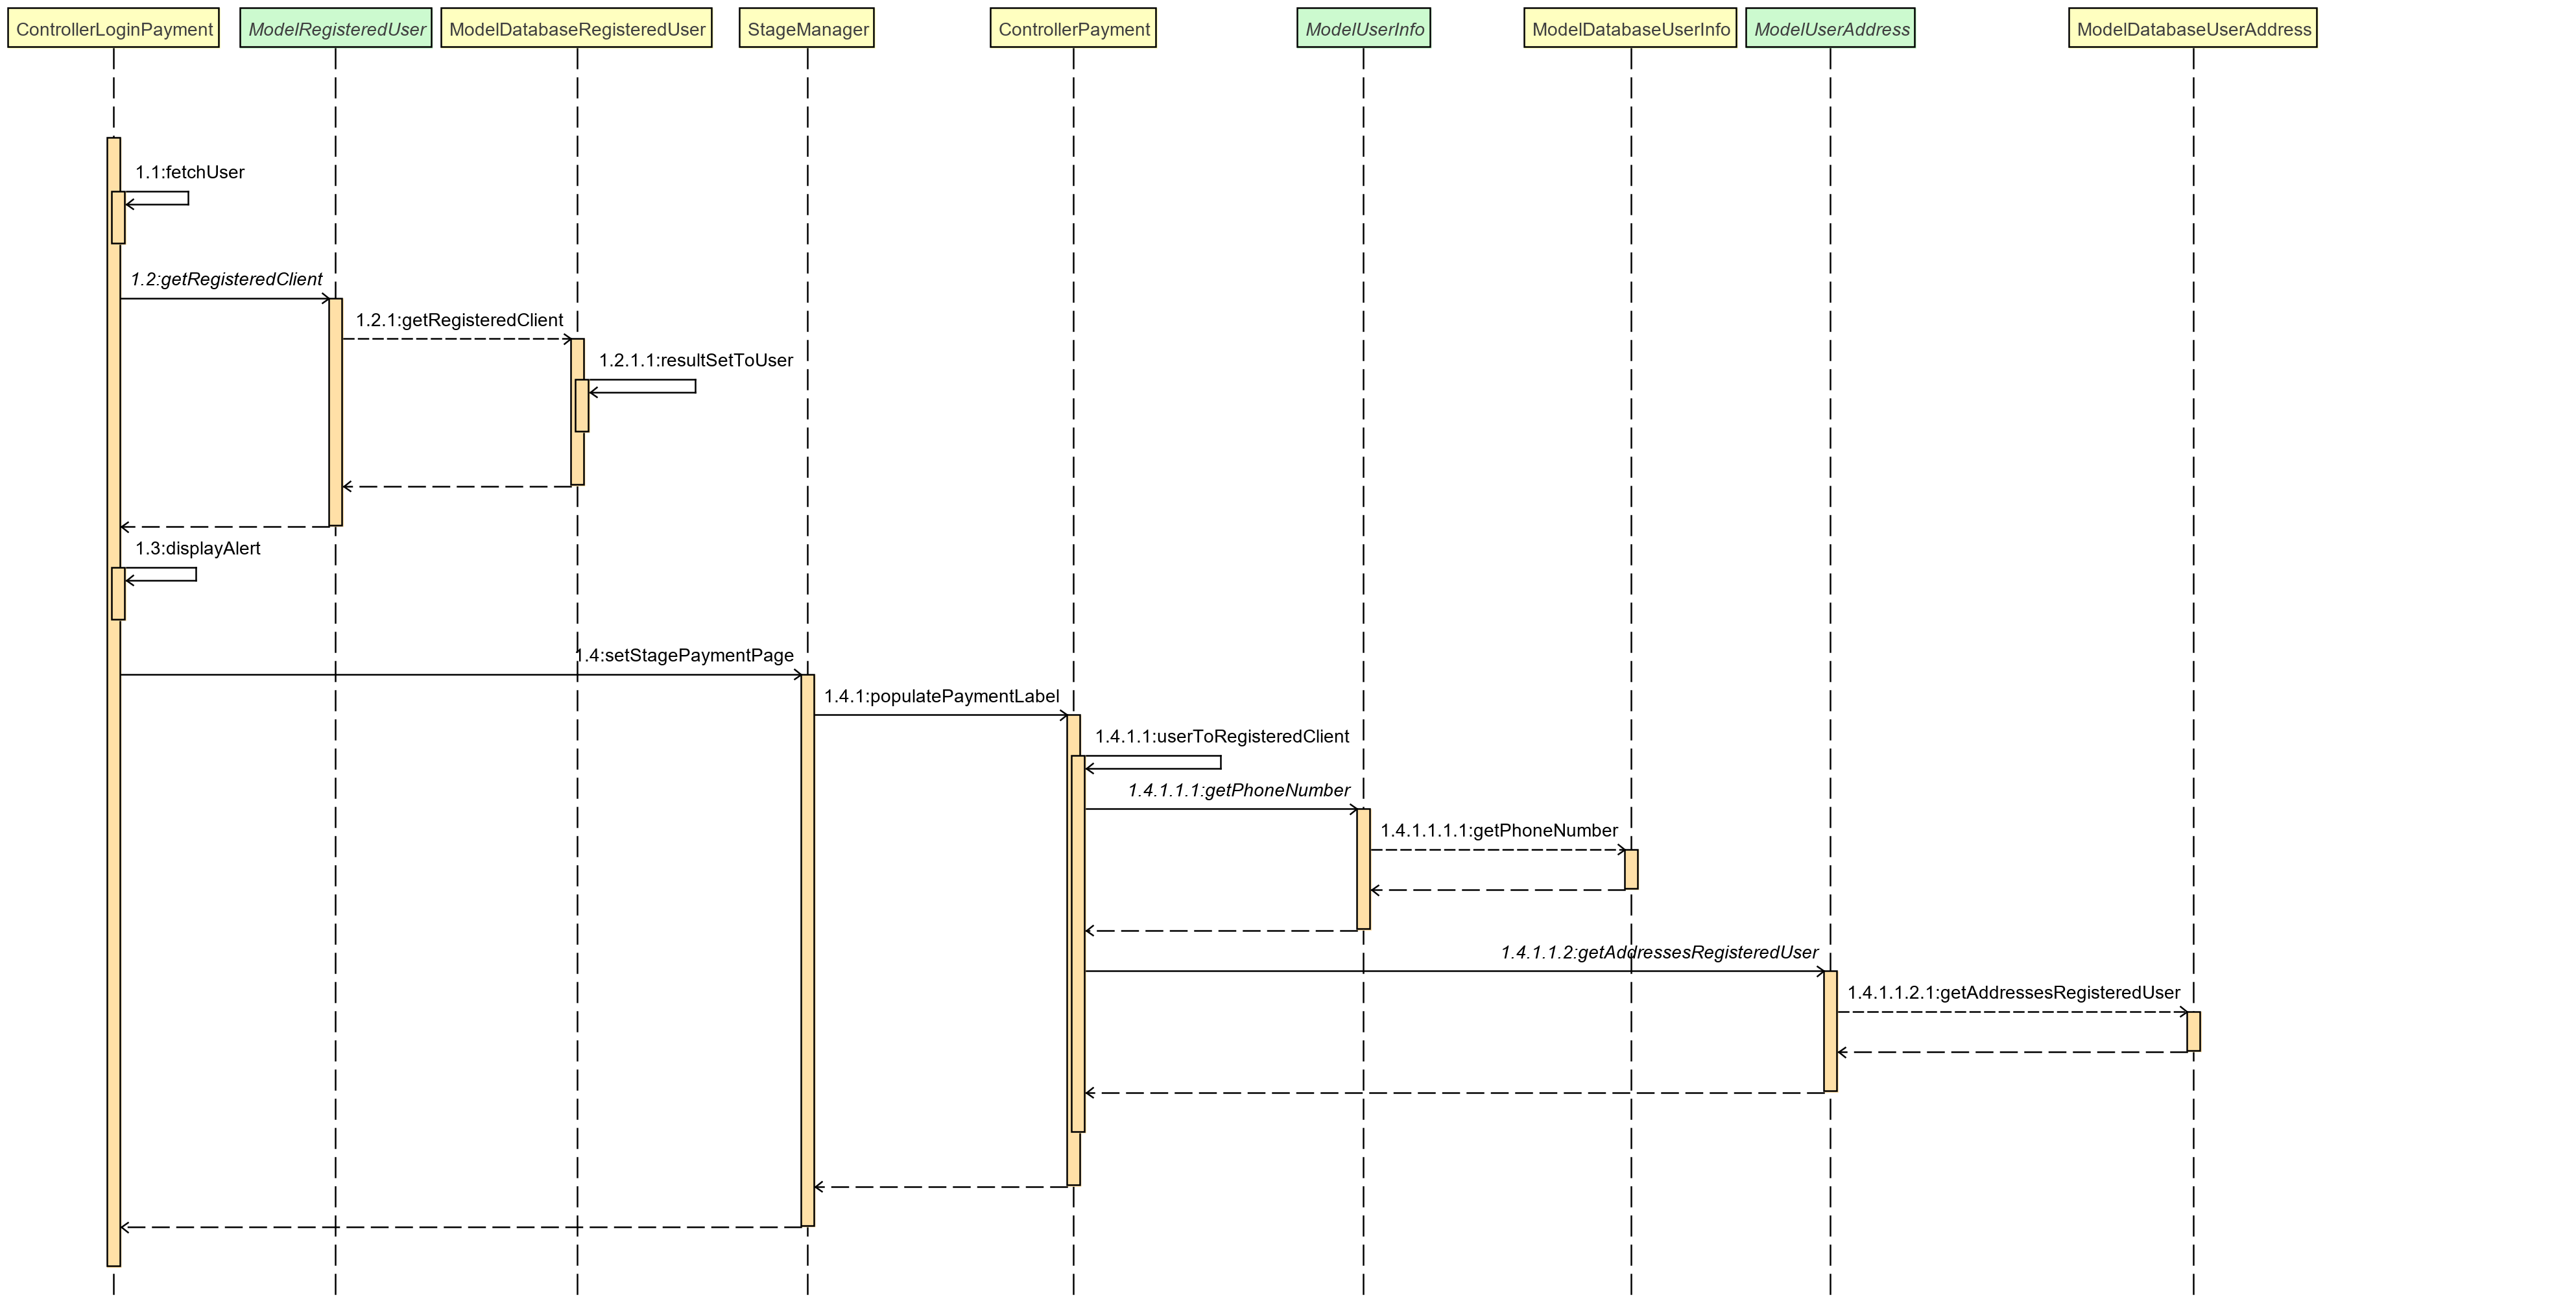 ControllerLoginPayment
ModelRegisteredUser
ModelDatabaseRegisteredUser
StageManager
ControllerPayment
ModelUserInfo
ModelDatabaseUserInfo
ModelUserAddress
ModelDatabaseUserAddress
1.1:fetchUser
1.2:getRegisteredClient
1.2.1:getRegisteredClient
1.2.1.1:resultSetToUser
1.3:displayAlert
1.4:setStagePaymentPage
1.4.1:populatePaymentLabel
1.4.1.1:userToRegisteredClient
1.4.1.1.1:getPhoneNumber
1.4.1.1.1.1:getPhoneNumber
1.4.1.1.2:getAddressesRegisteredUser
1.4.1.1.2.1:getAddressesRegisteredUser